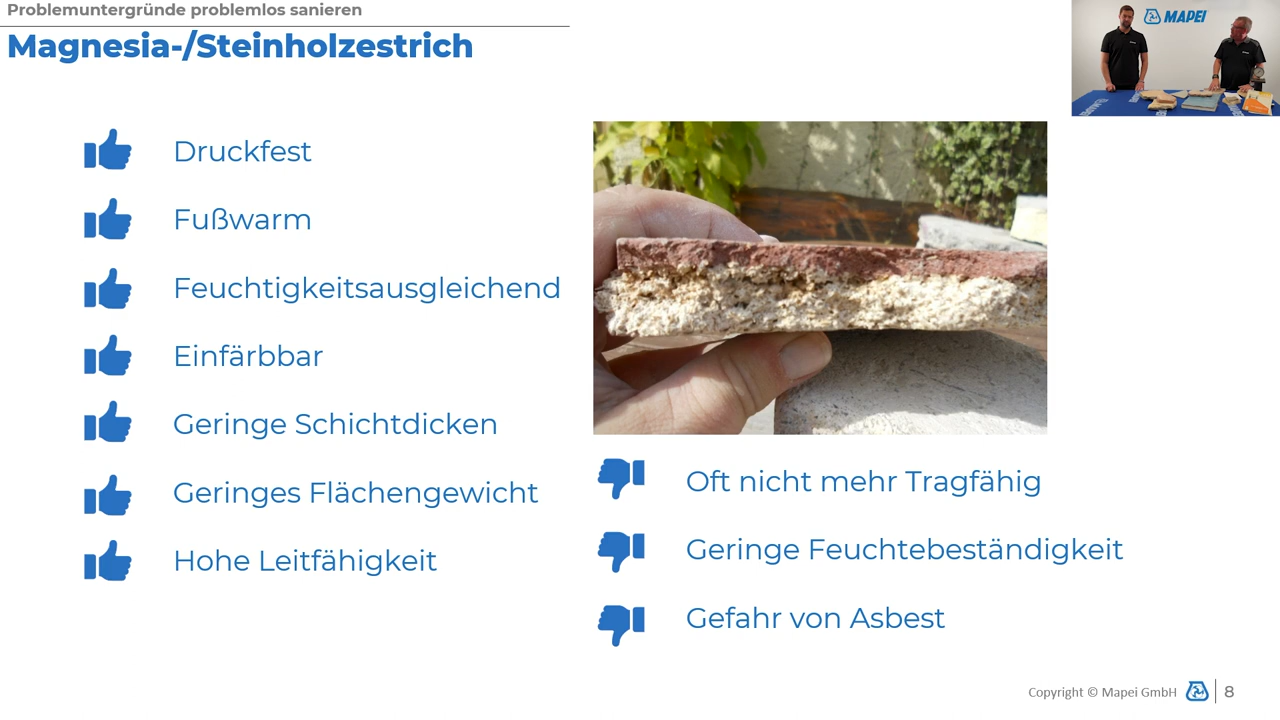 Problemuntergründe problemlos sanieren
Magnesia-/Steinholzestrich
MAPEI
Druckfest
Fußwarm
Feuchtigkeitsausgleichend
Einfärbbar
Geringe Schichtdicken
Geringes Flächengewicht
Hohe Leitfähigkeit
Oft nicht mehr Tragfähig
Geringe Feuchtebeständigkeit
Gefahr von Asbest
Copyright © Mapei GmbH
8